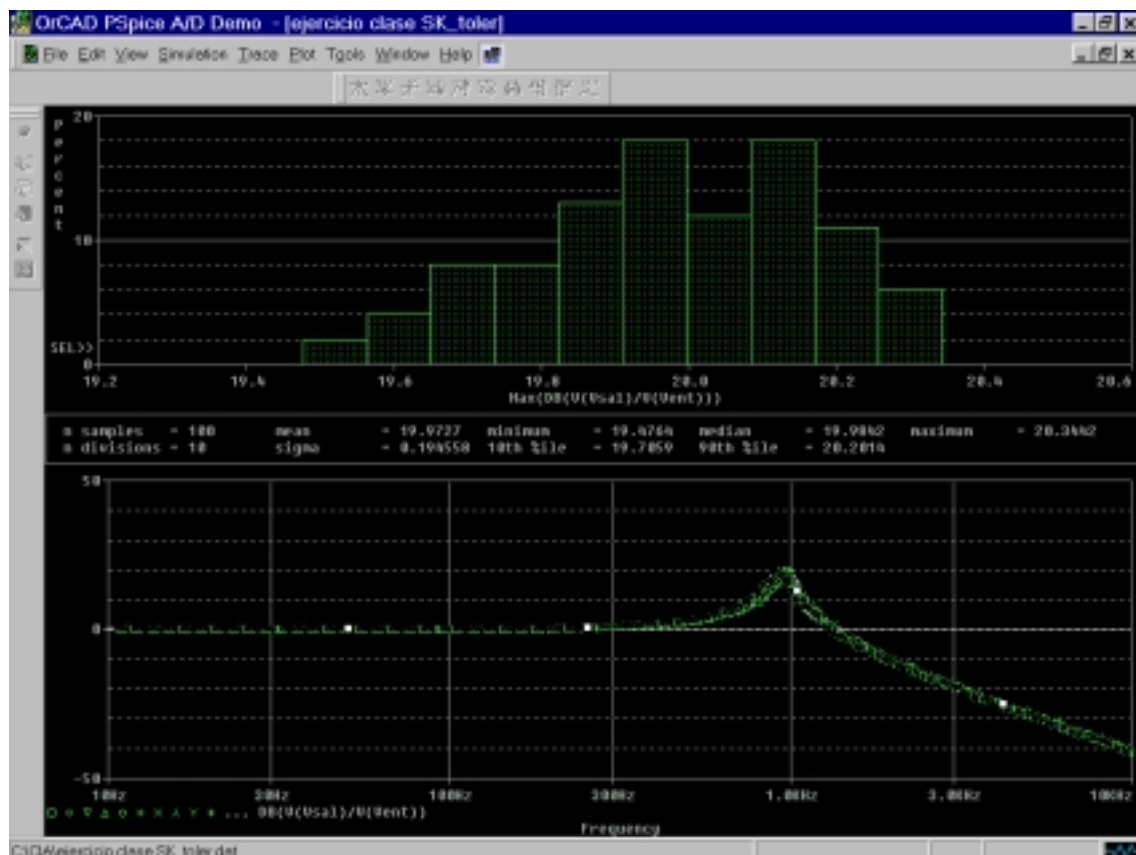 OrCAD PSpice A/D Demo - [ejercicio clase SK_toler]
File Edit View Simulation Trace Plot Tools Window Help
Percent
20
10
SEL>>
0
19.2 19.4 19.6 19.8 20.0 20.2 20.4 20.6
Max(DB(V(Vsal)/V(Vent)))
n samples = 100 mean = 19.9727 minimum = 19.4764 median = 19.9842 maximum = 20.3442
n divisions = 10 sigma = 0.194558 10th %ile = 19.7059 90th %ile = 20.2014
50
0
-50
10Hz 30Hz 100Hz 300Hz 1.0KHz 3.0KHz 10KHz
... DB(V(Vsal)/V(Vent))
Frequency
ejercicio clase SK_toler.dat